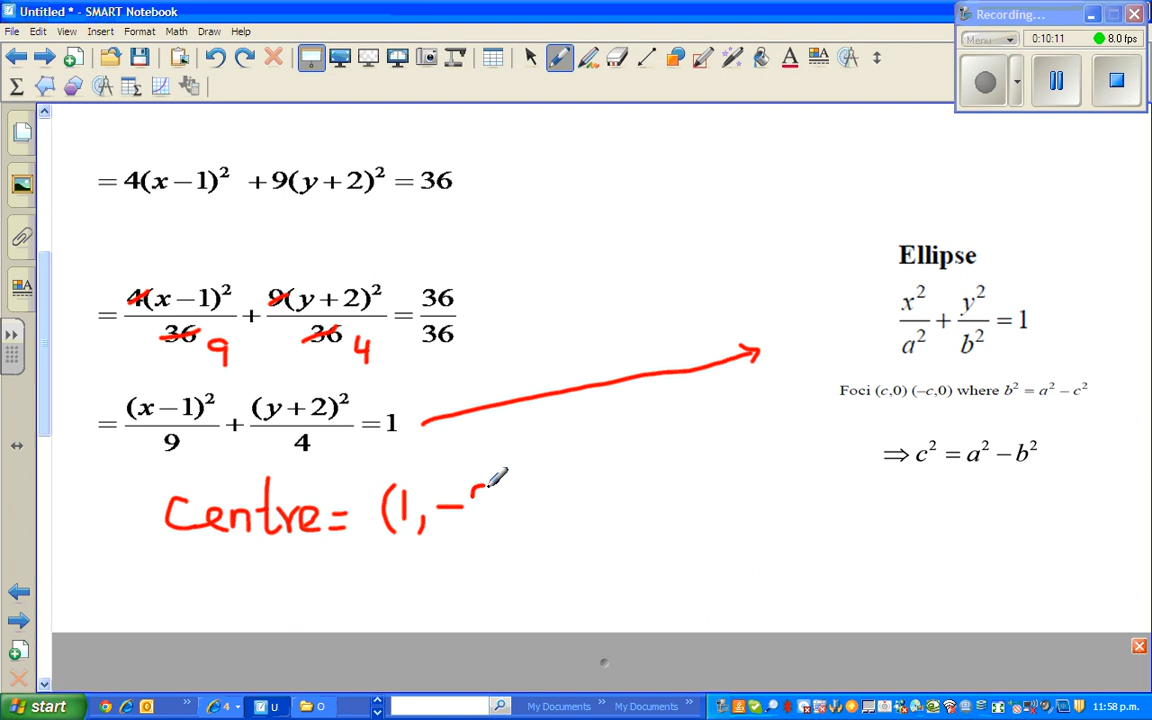 Untitled * - SMART Notebook
Recording...
File Edit View Insert Format Math Draw Help
Menu 0:10:11 8.0 fps
= 4(x − 1)² + 9(y + 2)² = 36
Ellipse
= 4(x − 1)²/36 + 9(y + 2)²/36 = 36/36
9 4
x²/a² + y²/b² = 1
Foci (c,0) (−c,0) where b² = a² − c²
= (x − 1)²/9 + (y + 2)²/4 = 1
⇒ c² = a² − b²
Centre = (1, −
start 4 U O My Documents » My Documents » 11:58 p.m.